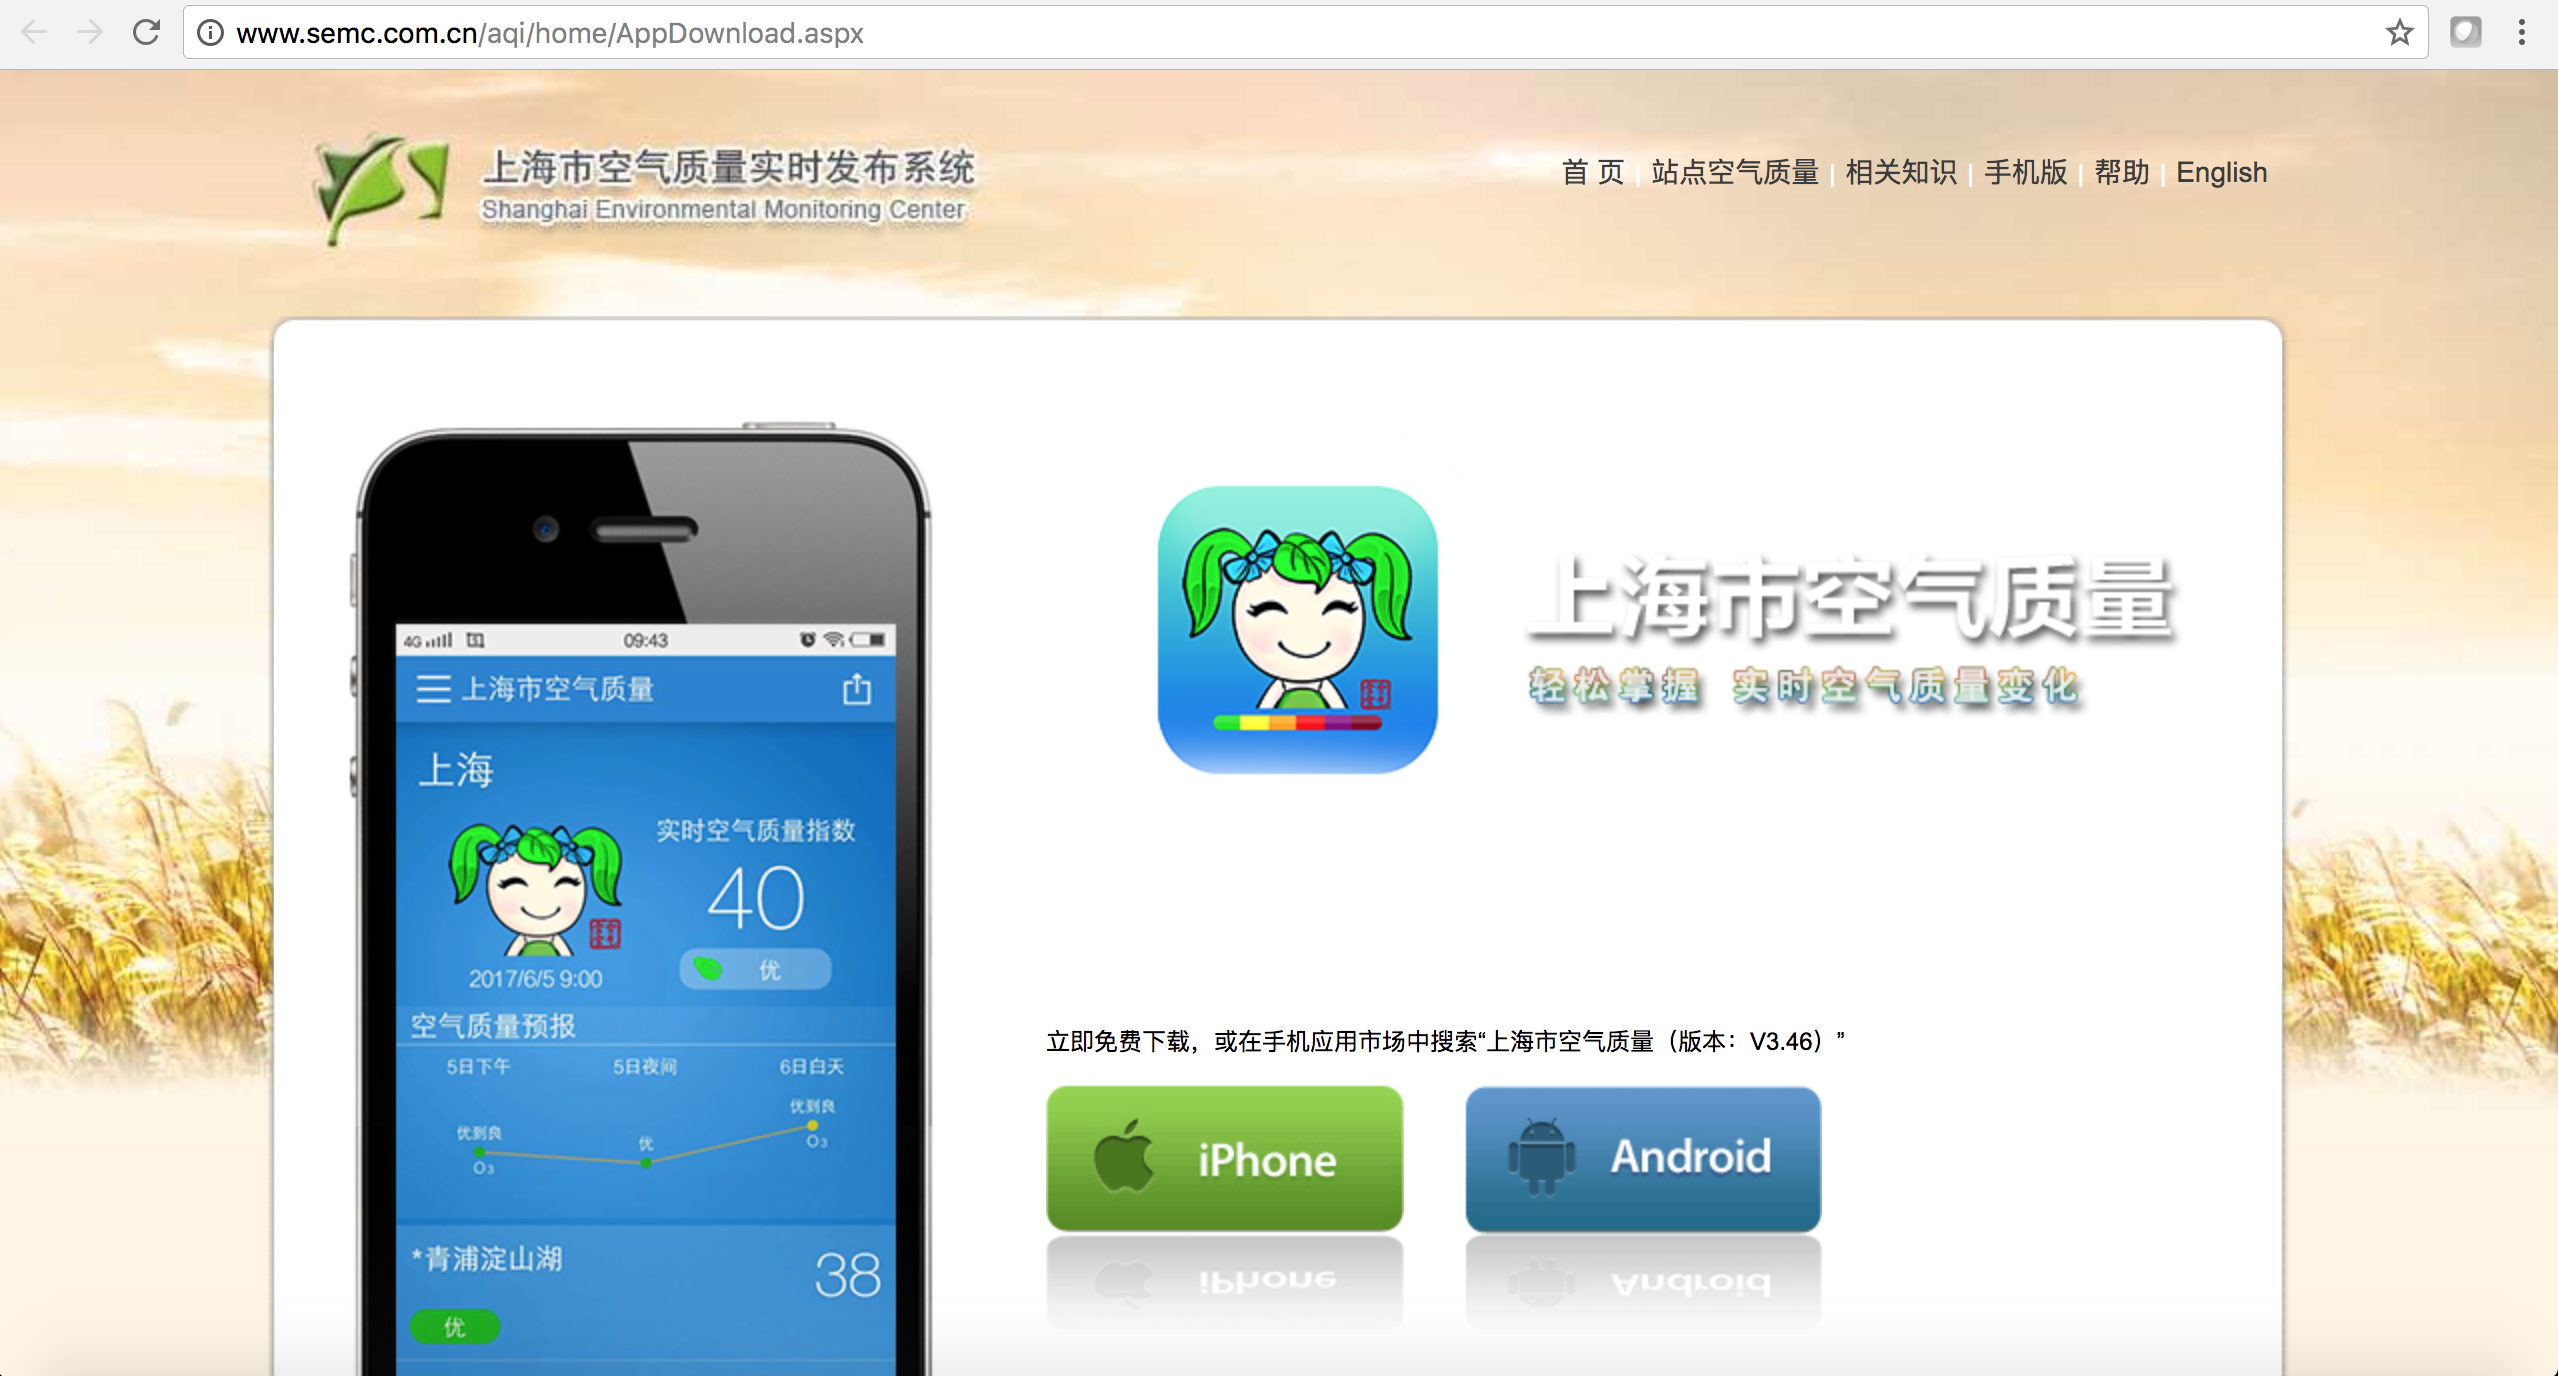 www.semc.com.cn/aqi/home/AppDownload.aspx
上海市空气质量实时发布系统
Shanghai Environmental Monitoring Center
首 页 | 站点空气质量 | 相关知识 | 手机版 | 帮助 | English
4G 09:43
上海市空气质量
上海
实时空气质量指数
40
优
2017/6/5 9:00
空气质量预报
5日下午 5日夜间 6日白天
优到良 优 优到良
O3 O3
*青浦淀山湖 38
优
上海市空气质量
轻松掌握 实时空气质量变化
立即免费下载，或在手机应用市场中搜索“上海市空气质量（版本：V3.46）”
iPhone Android